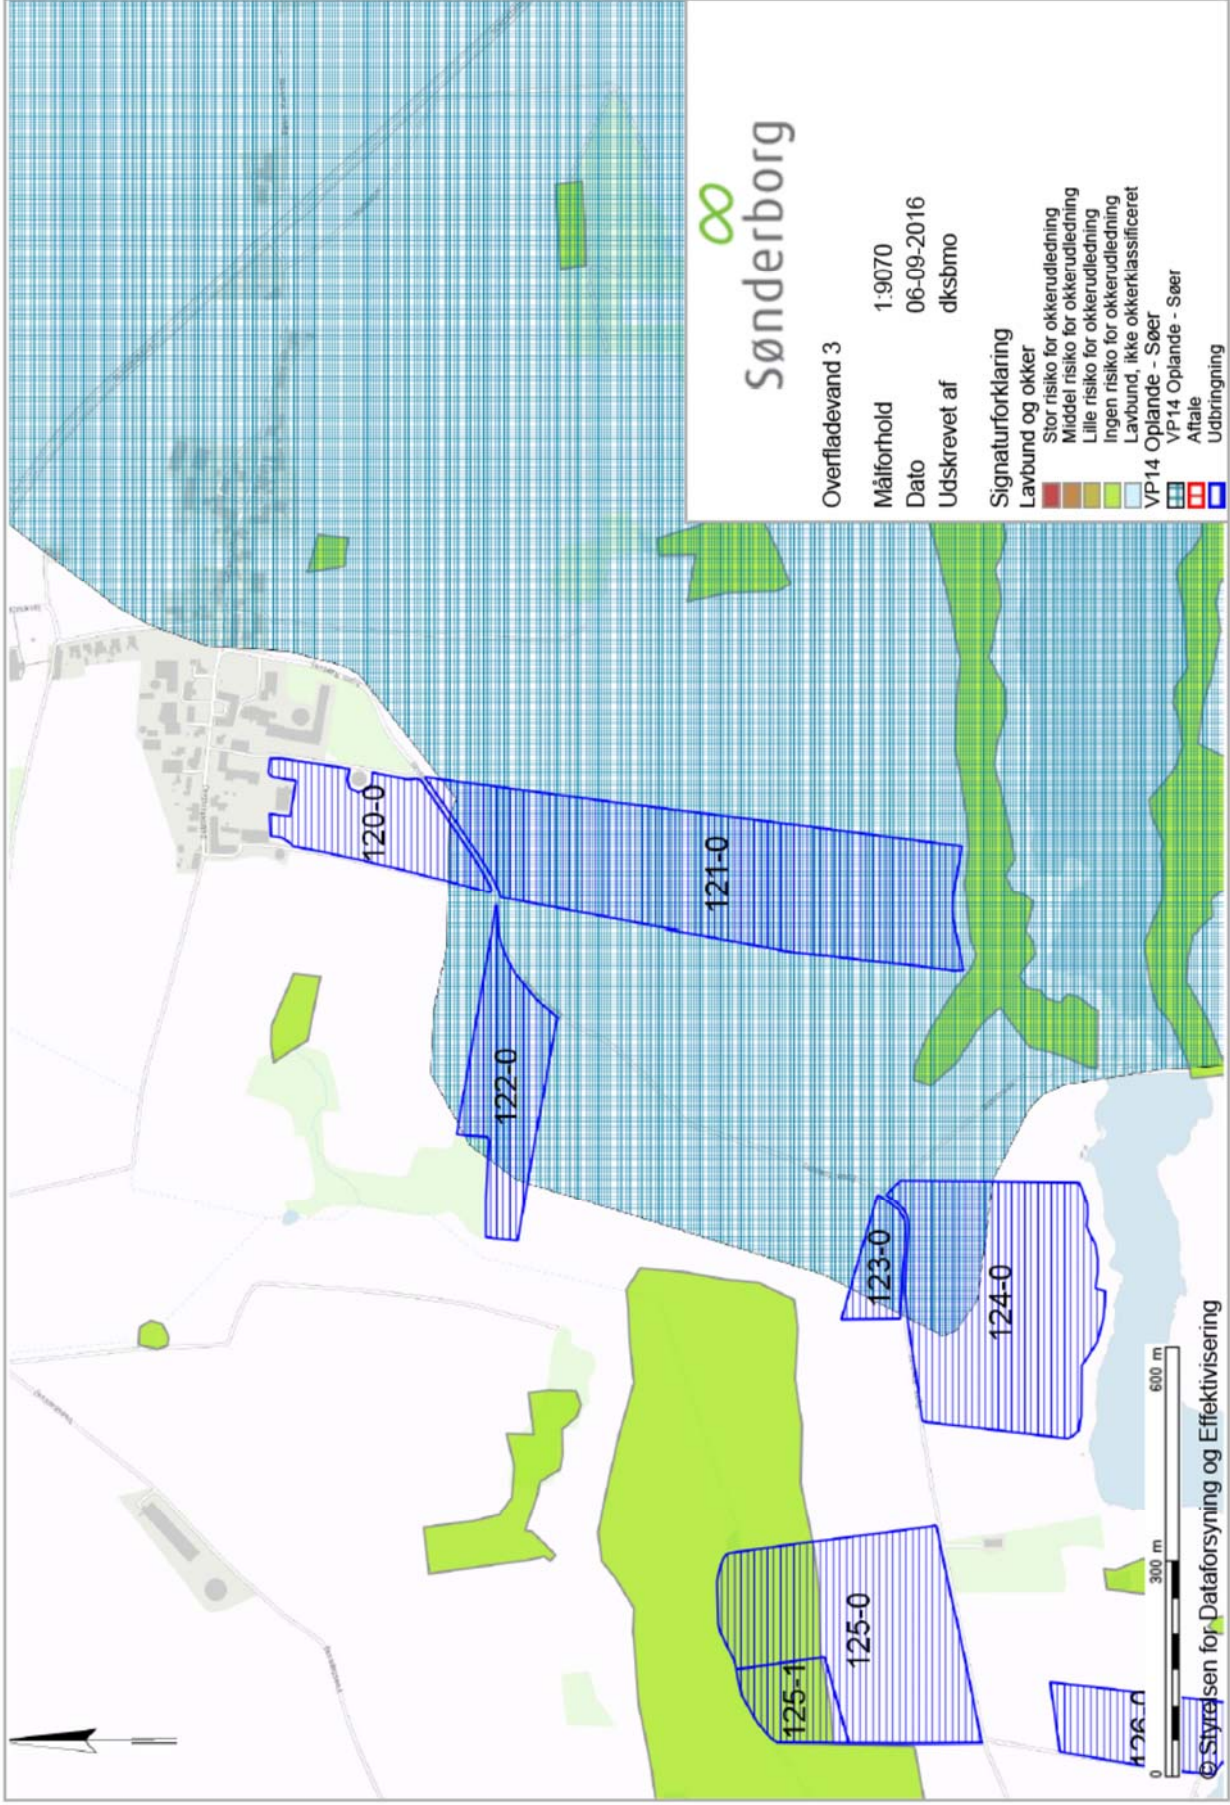 Sønderborg
Overfladevand 3
Målforhold 1:9070
Dato 06-09-2016
Udskrevet af dksbmo
Signaturforklaring
Lavbund og okker
Stor risiko for okkerudledning
Middel risiko for okkerudledning
Lille risiko for okkerudledning
Ingen risiko for okkerudledning
Lavbund, ikke okkerklassificeret
VP14 Oplande - Søer
VP14 Oplande - Søer
Aftale
Udbringning
120-0
121-0
122-0
123-0
124-0
125-0
125-1
126-0
0 300 m 600 m
© Styrelsen for Dataforsyning og Effektivisering